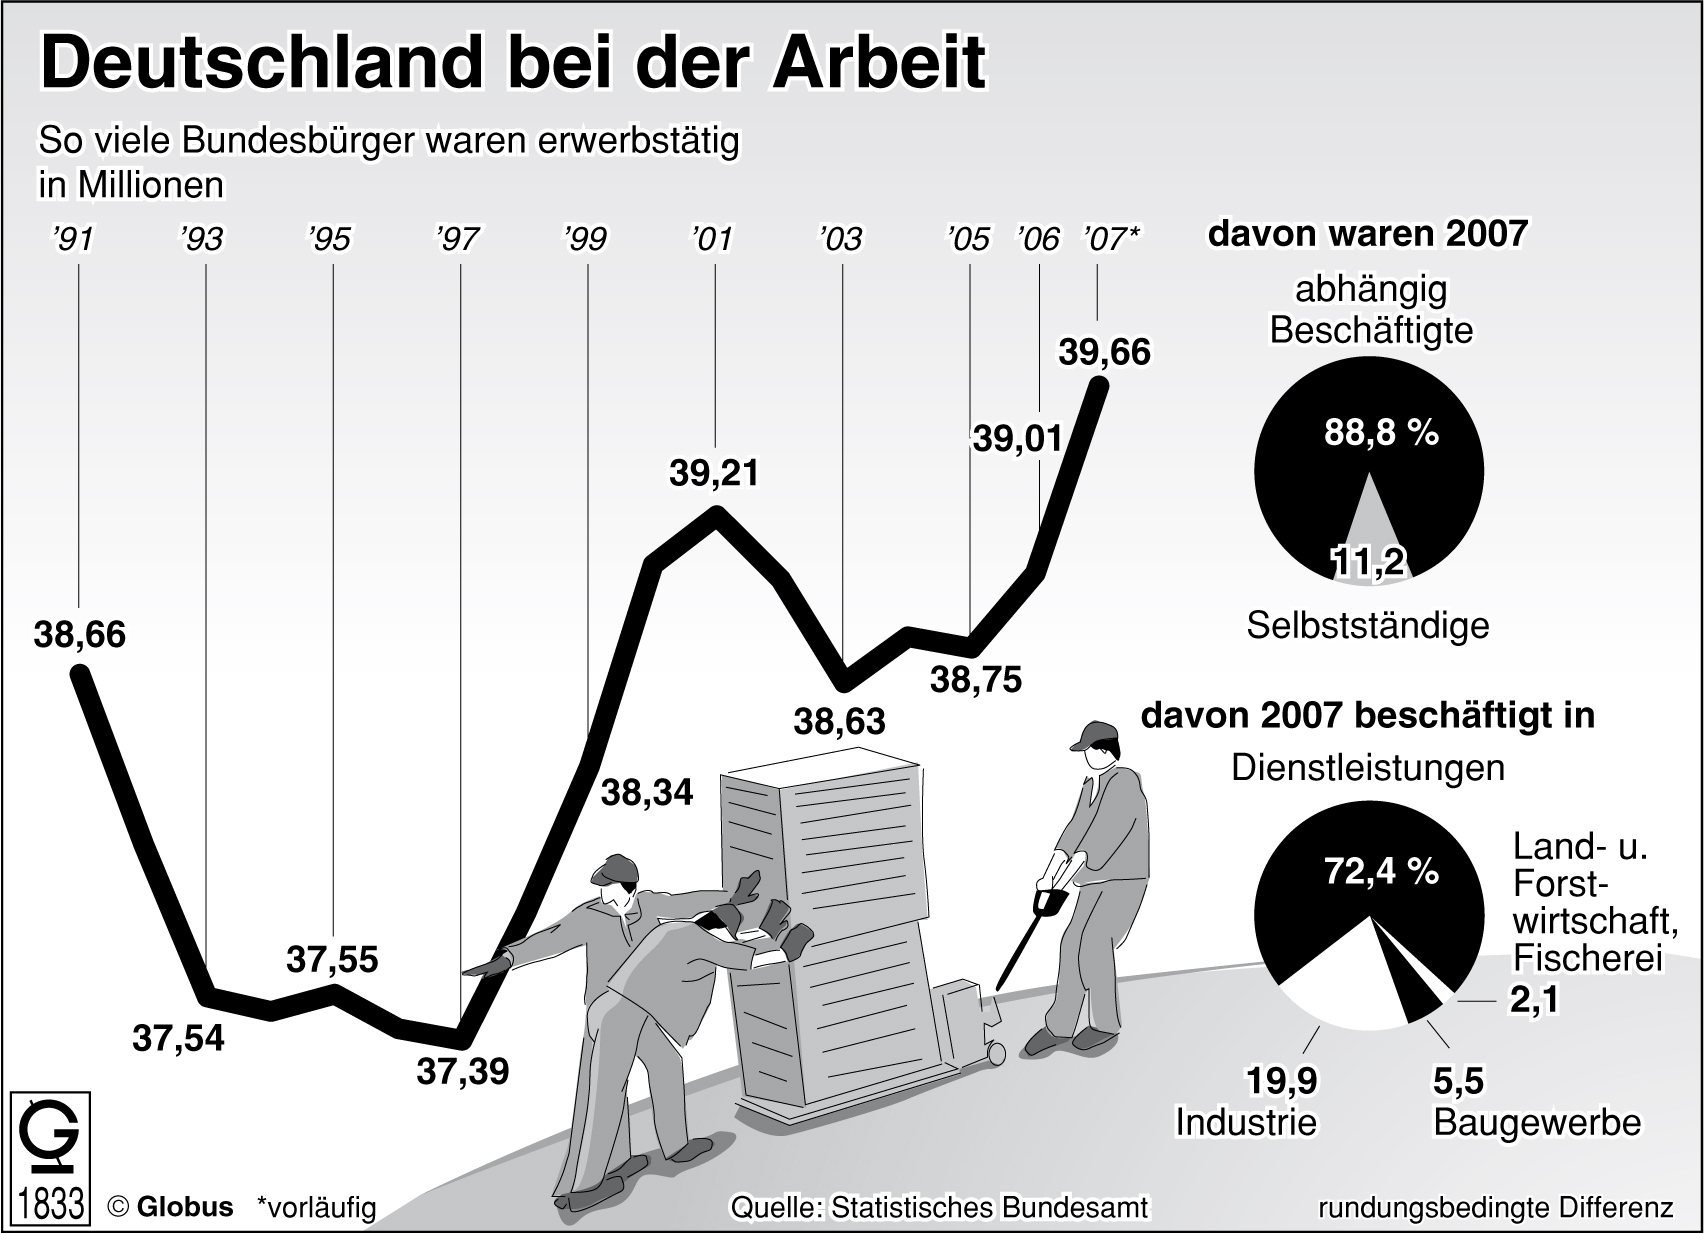 Deutschland bei der Arbeit
So viele Bundesbürger waren erwerbstätig
in Millionen
’91 ’93 ’95 ’97 ’99 ’01 ’03 ’05 ’06 ’07*
38,66
37,54
37,55
37,39
38,34
39,21
38,63
38,75
39,01
39,66
davon waren 2007
abhängig
Beschäftigte
88,8 %
11,2
Selbstständige
davon 2007 beschäftigt in
Dienstleistungen
72,4 %
Land- u.
Forst-
wirtschaft,
Fischerei
2,1
19,9
Industrie
5,5
Baugewerbe
G
1833
© Globus
*vorläufig
Quelle: Statistisches Bundesamt
rundungsbedingte Differenz